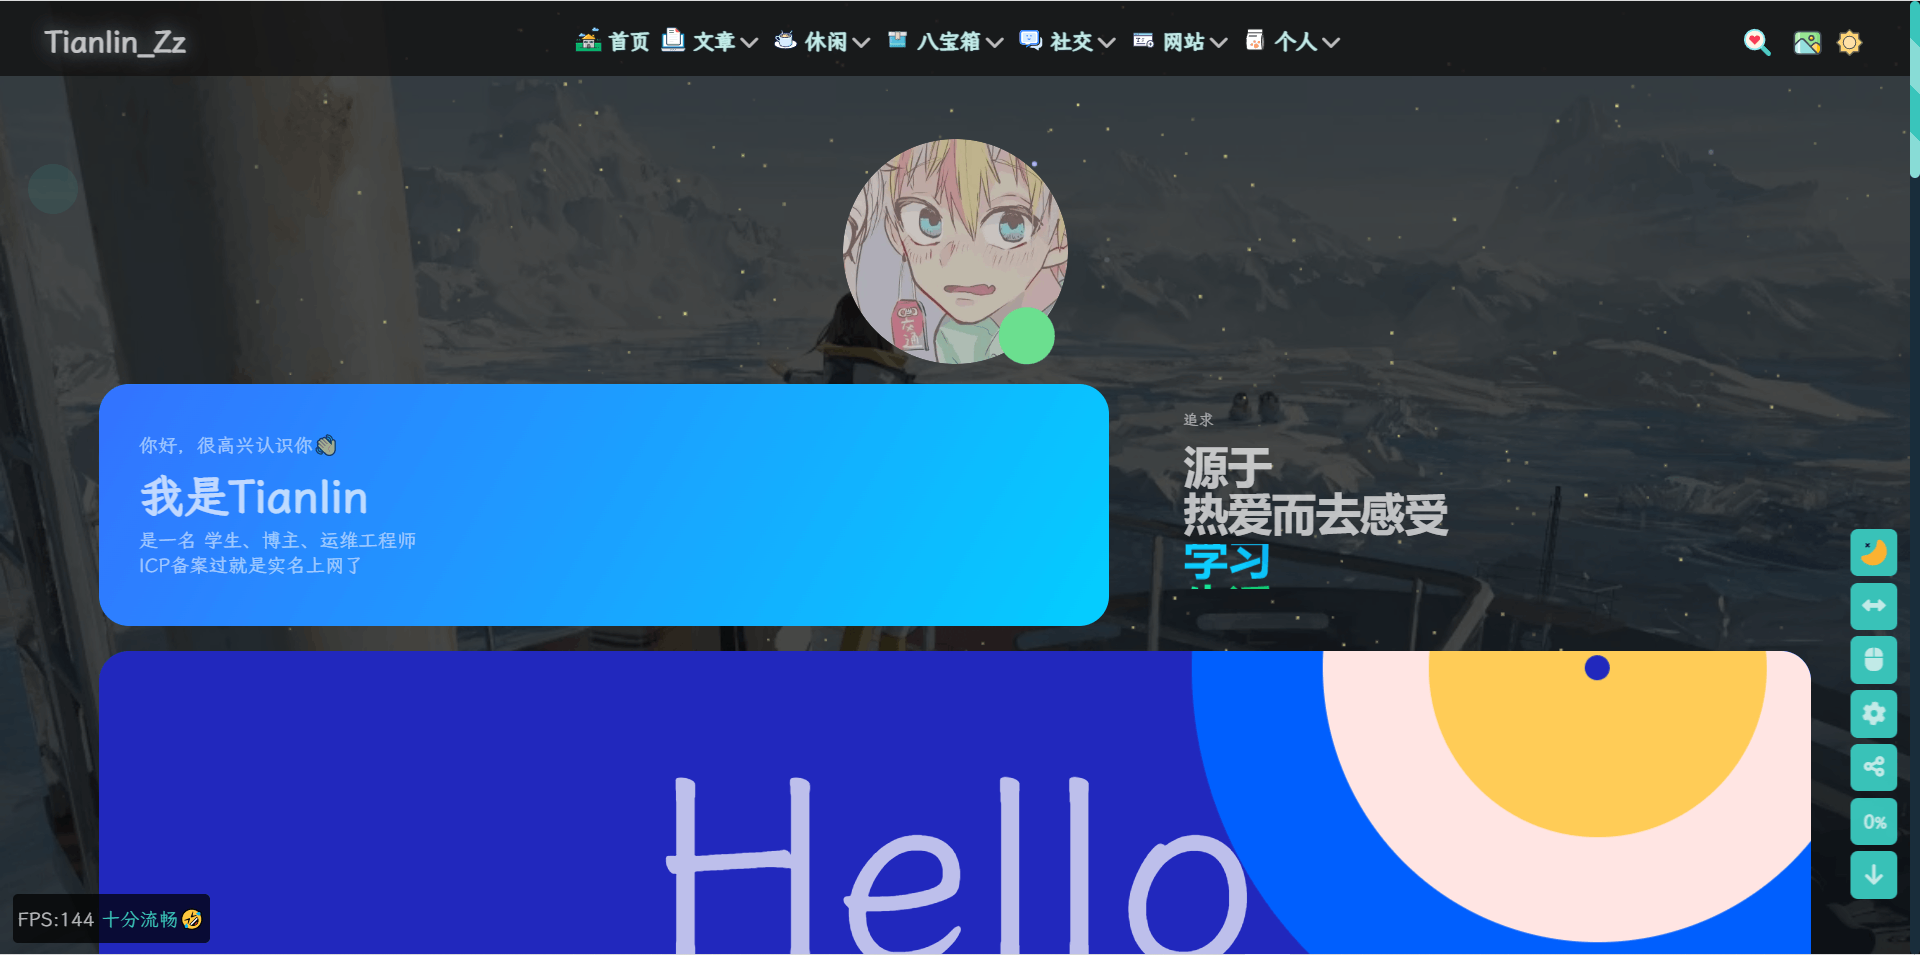 Tianlin_Zz
首页 文章 休闲 八宝箱 社交 网站 个人
交通
你好，很高兴认识你👋
我是Tianlin
是一名 学生、博主、运维工程师
ICP备案过就是实名上网了
追求
源于
热爱而去感受
学习
Hello
0%
FPS:144 十分流畅🤣